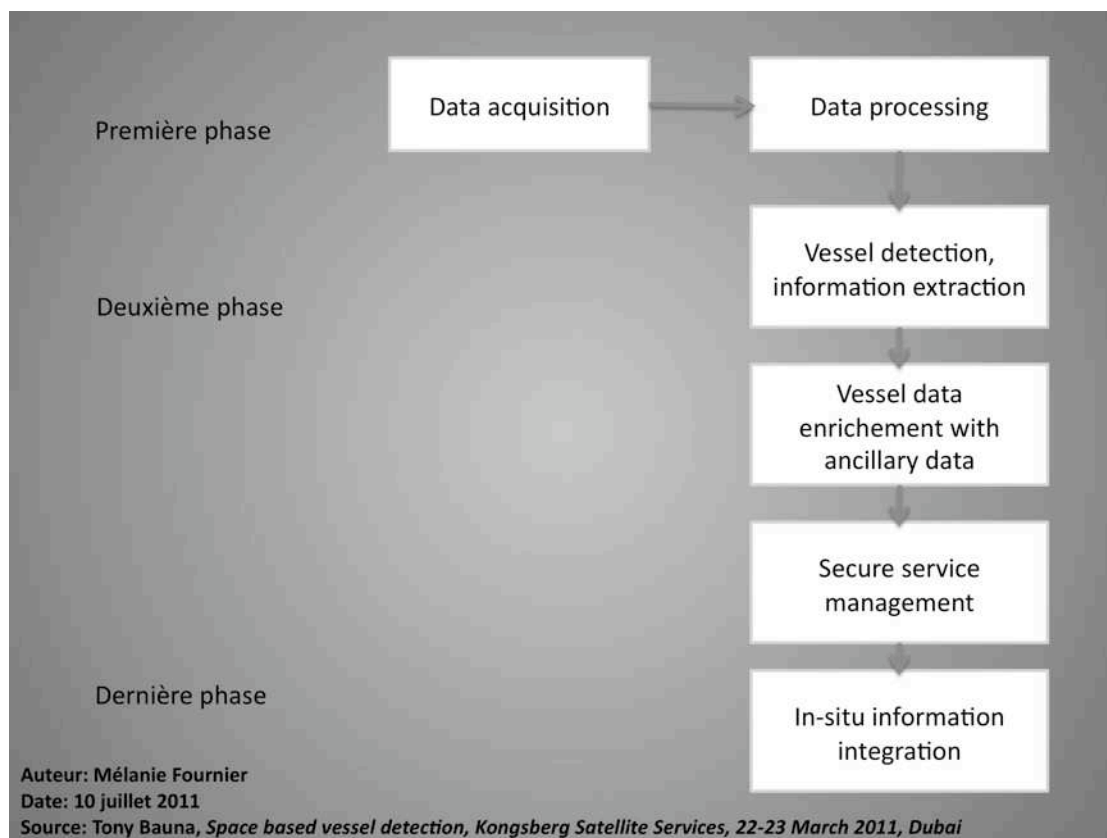 Première phase
Data acquisition
Data processing
Deuxième phase
Vessel detection,
information extraction
Vessel data
enrichement with
ancillary data
Secure service
management
Dernière phase
In-situ information
integration
Auteur: Mélanie Fournier
Date: 10 juillet 2011
Source: Tony Bauna, Space based vessel detection, Kongsberg Satellite Services, 22-23 March 2011, Dubai